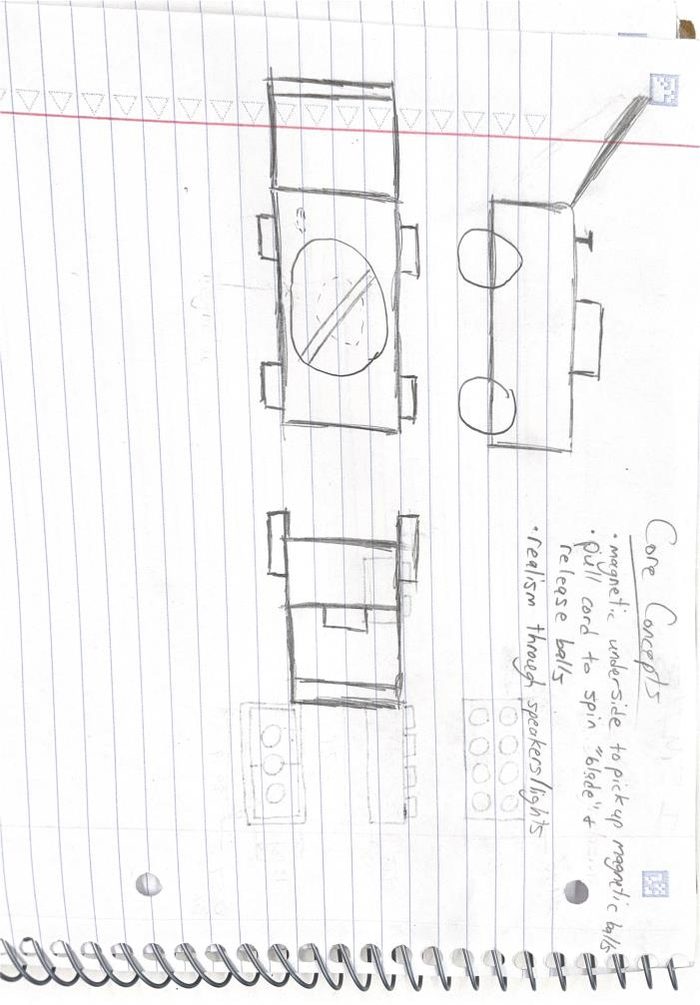 Core Concepts
• magnetic underside to pickup magnetic balls
• pull cord to spin "blade" +
release balls
• realism through speakers/lights